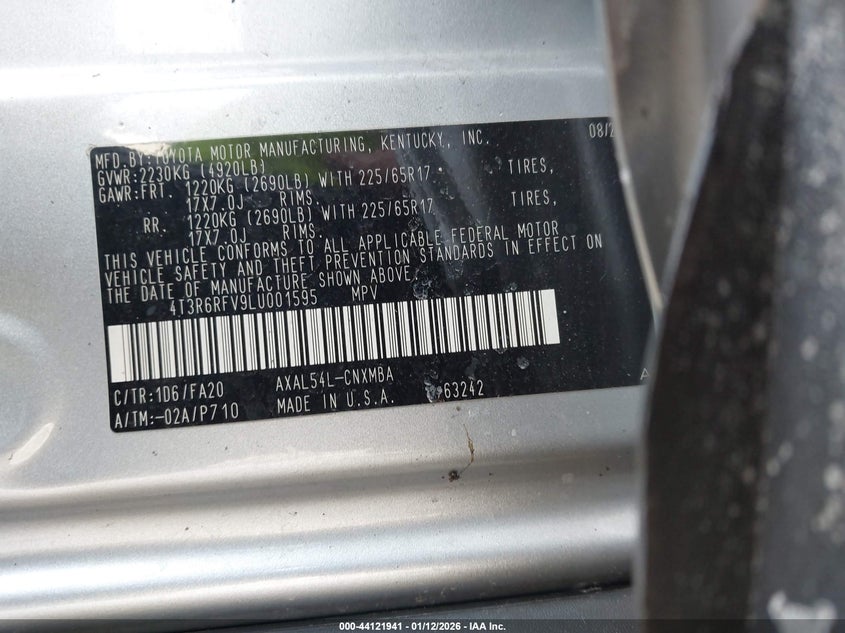 MFD.BY:TOYOTA MOTOR MANUFACTURING, KENTUCKY, INC. 08/2
GVWR:2230KG (4920LB)
GAWR:FRT. 1220KG (2690LB) WITH 225/65R17 TIRES,
17X7.0J RIMS.
RR. 1220KG (2690LB) WITH 225/65R17 TIRES,
17X7.0J RIMS.
THIS VEHICLE CONFORMS TO ALL APPLICABLE FEDERAL MOTOR
VEHICLE SAFETY AND THEFT PREVENTION STANDARDS IN EFFECT ON
THE DATE OF MANUFACTURE SHOWN ABOVE.
4T3R6RFV9LU001595 MPV
C/TR:1D6/FA20 AXAL54L-CNXMBA A
A/TM:-02A/P710 MADE IN U.S.A. 63242
000-44121941 - 01/12/2026 - IAA Inc.